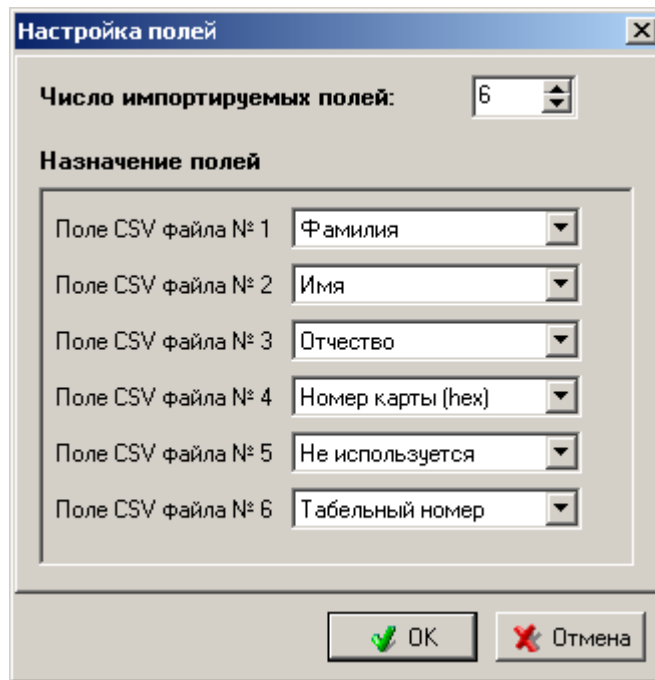 Настройка полей
Число импортируемых полей: 6
Назначение полей
Поле CSV файла № 1 Фамилия
Поле CSV файла № 2 Имя
Поле CSV файла № 3 Отчество
Поле CSV файла № 4 Номер карты (hex)
Поле CSV файла № 5 Не используется
Поле CSV файла № 6 Табельный номер
OK Отмена